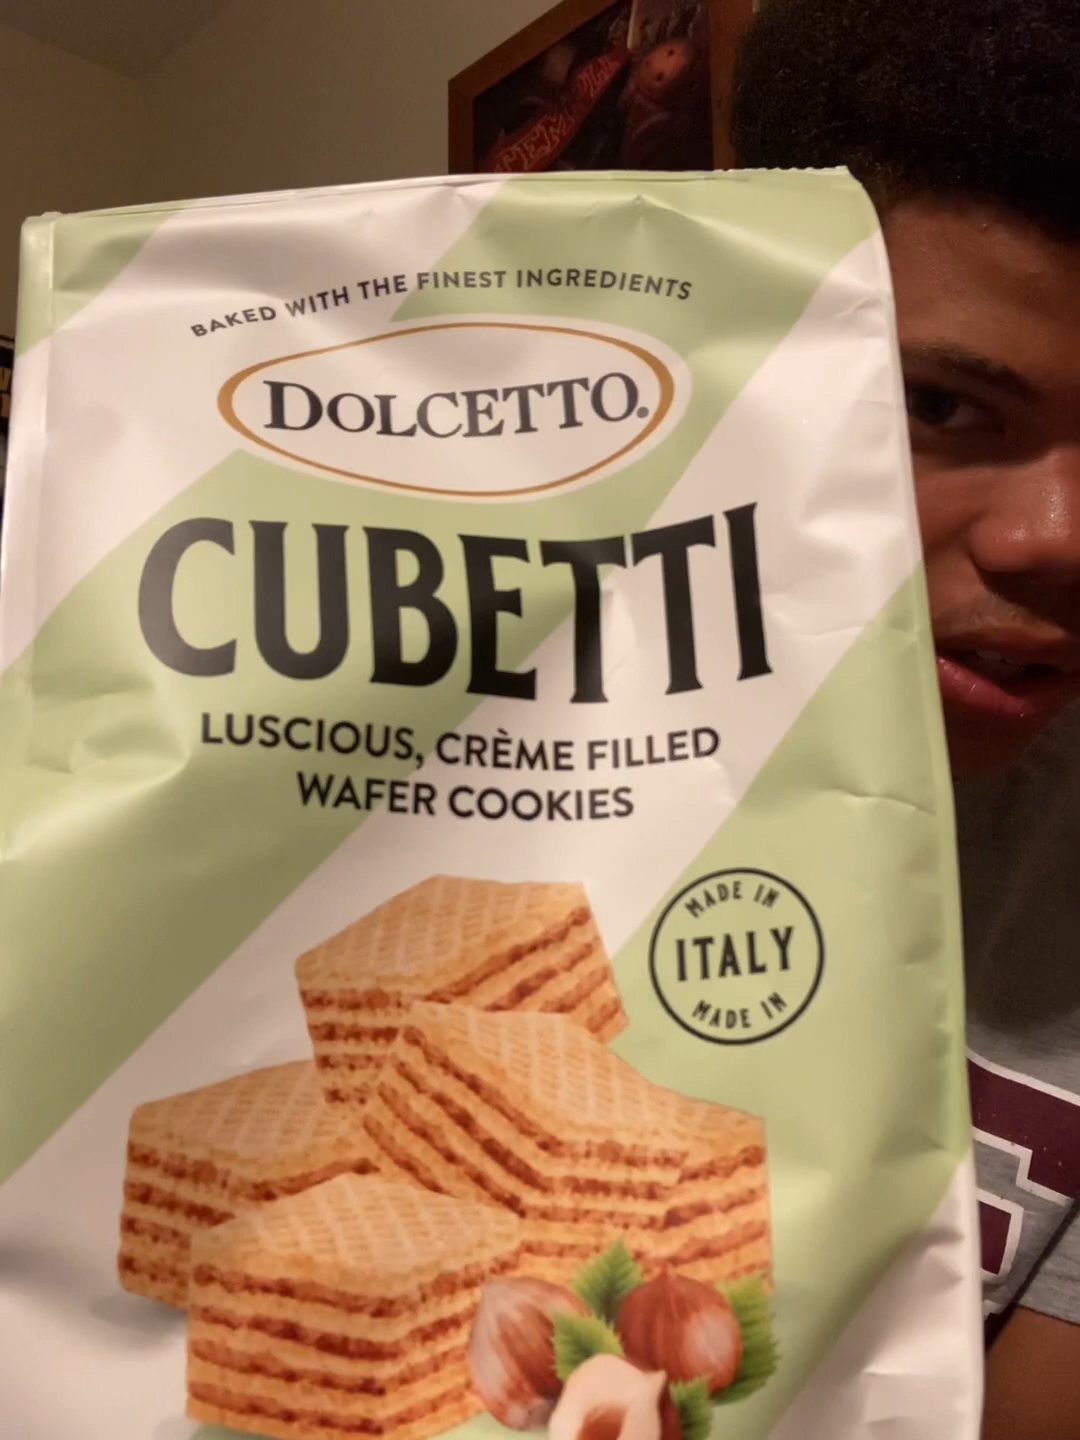 BAKED WITH THE FINEST INGREDIENTS
DOLCETTO.
CUBETTI
LUSCIOUS, CRÈME FILLED
WAFER COOKIES
MADE IN
ITALY
MADE IN